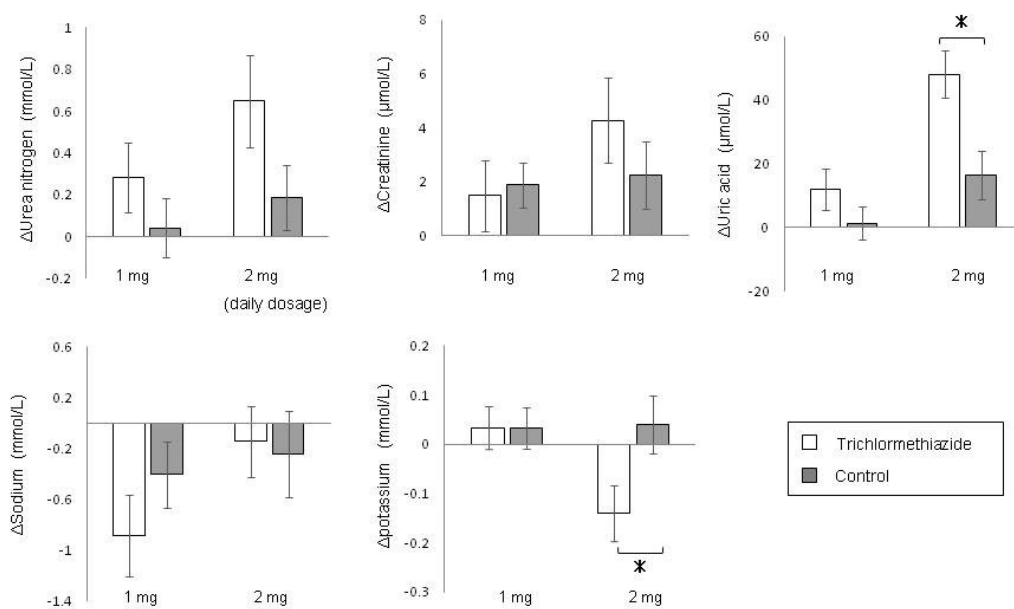 ΔUrea nitrogen (mmol/L)
1
0.8
0.6
0.4
0.2
0
-0.2
1 mg
2 mg
(daily dosage)
ΔCreatinine (μmol/L)
8
6
4
2
0
1 mg
2 mg
ΔUric acid (μmol/L)
60
40
20
0
-20
*
1 mg
2 mg
ΔSodium (mmol/L)
0.6
0.2
-0.2
-0.6
-1
-1.4
1 mg
2 mg
Δpotassium (mmol/L)
0.2
0.1
0
-0.1
-0.2
-0.3
*
1 mg
2 mg
Trichlormethiazide
Control